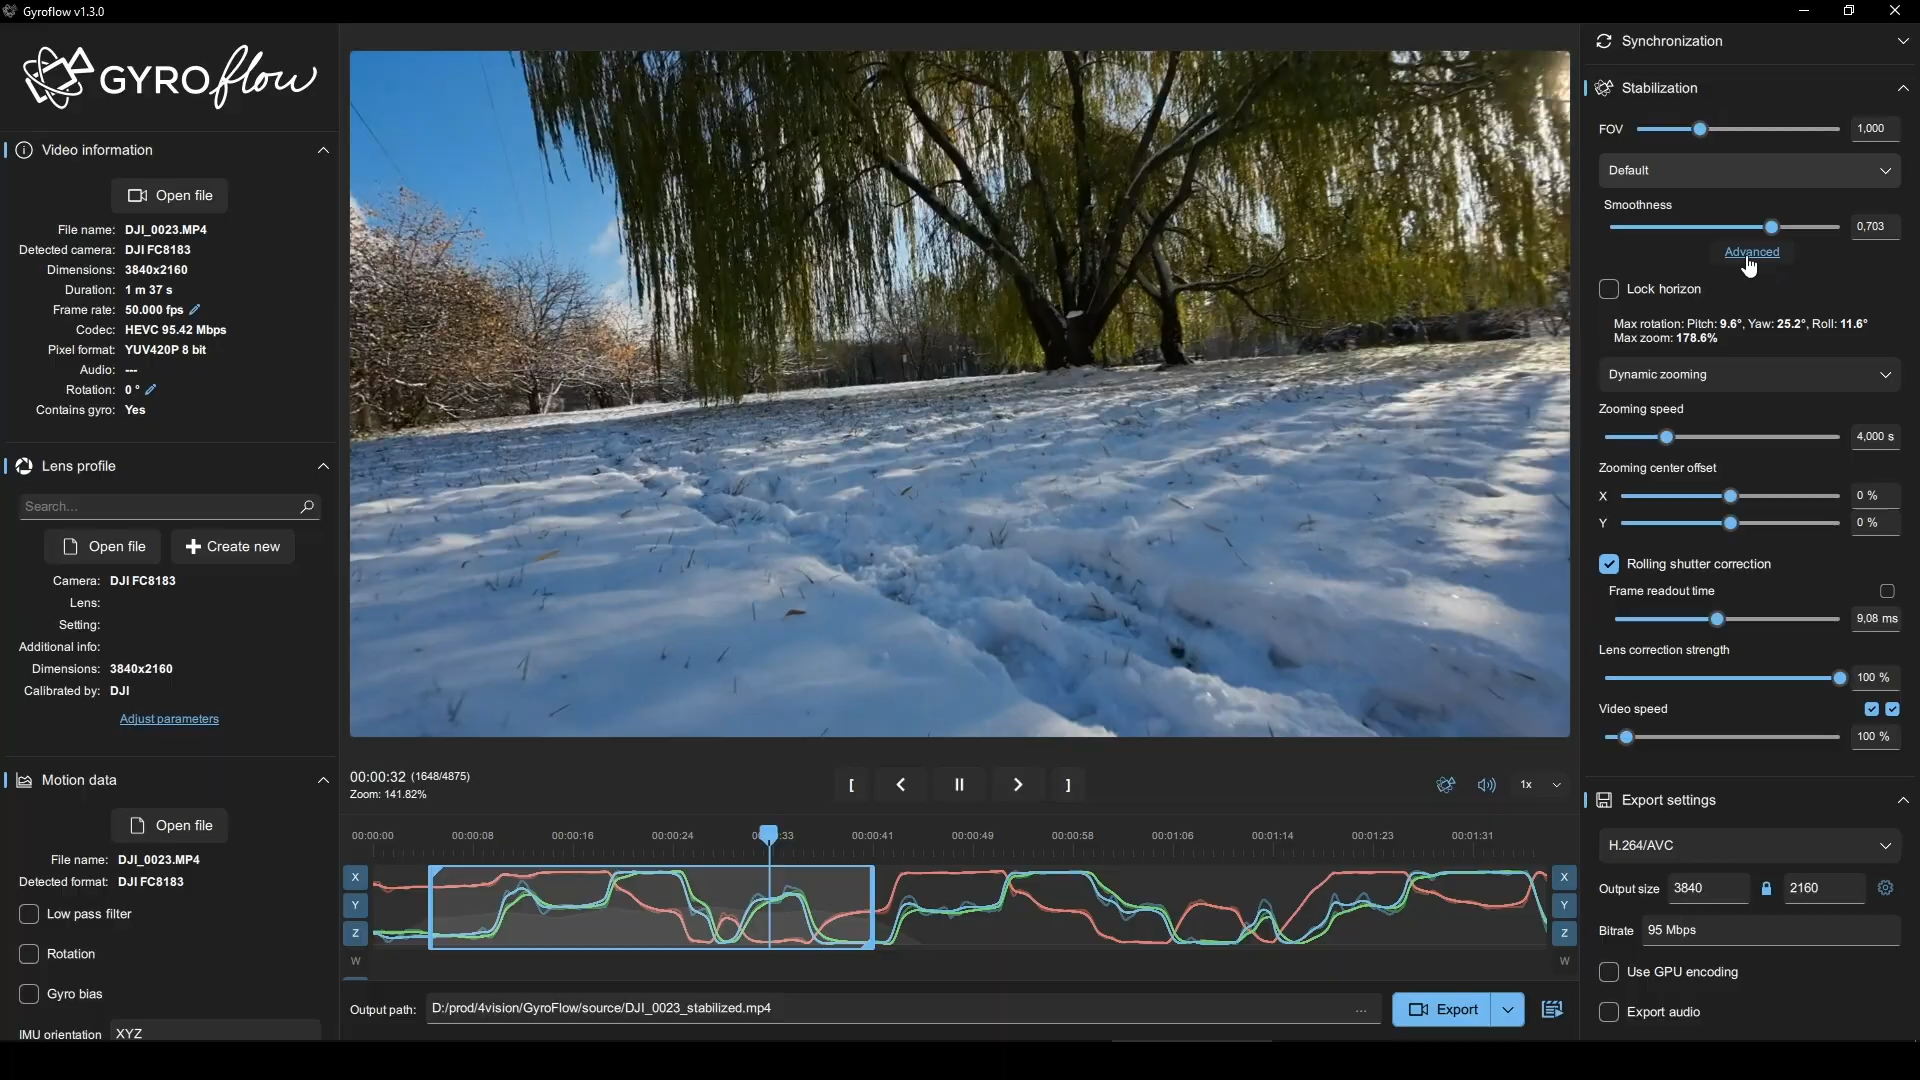 Gyroflow v1.3.0
GYROflow
Video information
Open file
File name: DJI_0023.MP4
Detected camera: DJI FC8183
Dimensions: 3840x2160
Duration: 1 m 37 s
Frame rate: 50.000 fps
Codec: HEVC 95.42 Mbps
Pixel format: YUV420P 8 bit
Audio: ---
Rotation: 0 °
Contains gyro: Yes
Lens profile
Search...
Open file
Create new
Camera: DJI FC8183
Lens:
Setting:
Additional info:
Dimensions: 3840x2160
Calibrated by: DJI
Adjust parameters
Motion data
Open file
File name: DJI_0023.MP4
Detected format: DJI FC8183
Low pass filter
Rotation
Gyro bias
IMU orientation XYZ
00:00:32 (1648/4875)
Zoom: 141.82%
[
]
1x
00:00:00 00:00:08 00:00:16 00:00:24 :33 00:00:41 00:00:49 00:00:58 00:01:06 00:01:14 00:01:23 00:01:31
X X
Y Y
Z Z
W W
Output path: D:/prod/4vision/GyroFlow/source/DJI_0023_stabilized.mp4 ...
Export
Synchronization
Stabilization
FOV 1,000
Default
Smoothness
0,703
Advanced
Lock horizon
Max rotation: Pitch: 9.6°, Yaw: 25.2°, Roll: 11.6°
Max zoom: 178.6%
Dynamic zooming
Zooming speed
4,000 s
Zooming center offset
X 0 %
Y 0 %
Rolling shutter correction
Frame readout time
9,08 ms
Lens correction strength
100 %
Video speed
100 %
Export settings
H.264/AVC
Output size 3840 2160
Bitrate 95 Mbps
Use GPU encoding
Export audio